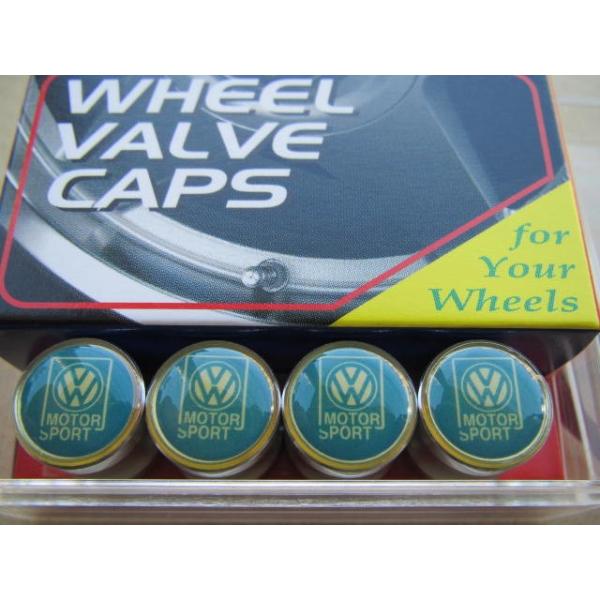 WHEEL
VALVE
CAPS
for
Your
Wheels
VW
MOTOR
SPORT
VW
MOTOR
SPORT
VW
MOTOR
SPORT
VW
MOTOR
SPORT